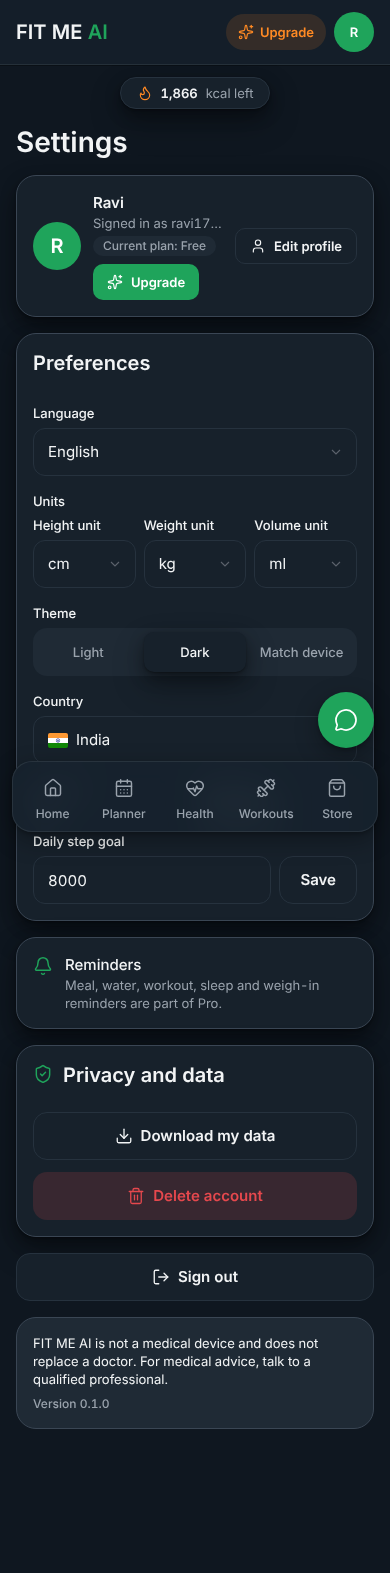 FIT ME AI
Upgrade
R
1,866 kcal left
Settings
R
Ravi
Signed in as ravi17...
Current plan: Free
Upgrade
Edit profile
Preferences
Language
English
Units
Height unit Weight unit Volume unit
cm kg ml
Theme
Light Dark Match device
Country
India
Home Planner Health Workouts Store
Daily step goal
8000 Save
Reminders
Meal, water, workout, sleep and weigh-in
reminders are part of Pro.
Privacy and data
Download my data
Delete account
Sign out
FIT ME AI is not a medical device and does not
replace a doctor. For medical advice, talk to a
qualified professional.
Version 0.1.0